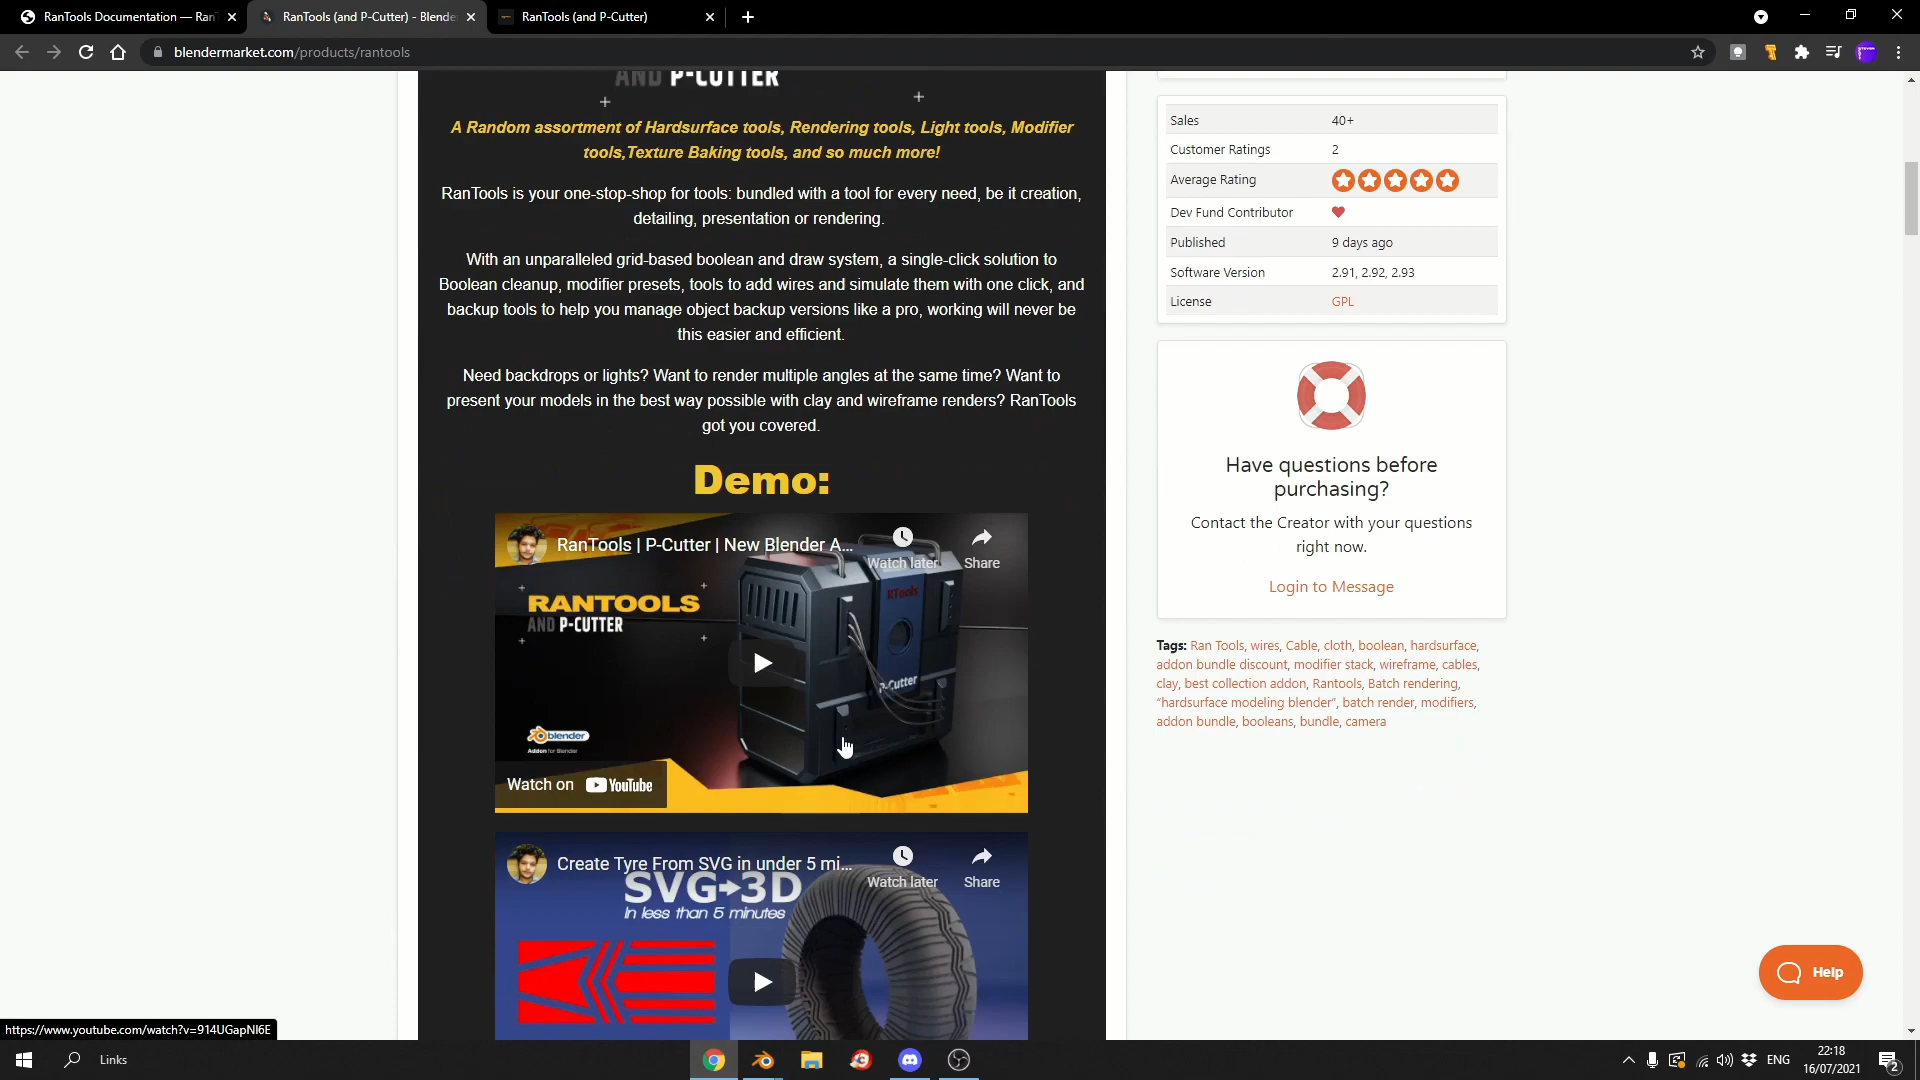 RanTools Documentation — Ran
RanTools (and P-Cutter) - Blende
RanTools (and P-Cutter)
blendermarket.com/products/rantools
AND P-CUTTER
A Random assortment of Hardsurface tools, Rendering tools, Light tools, Modifier
tools,Texture Baking tools, and so much more!
RanTools is your one-stop-shop for tools: bundled with a tool for every need, be it creation,
detailing, presentation or rendering.
With an unparalleled grid-based boolean and draw system, a single-click solution to
Boolean cleanup, modifier presets, tools to add wires and simulate them with one click, and
backup tools to help you manage object backup versions like a pro, working will never be
this easier and efficient.
Need backdrops or lights? Want to render multiple angles at the same time? Want to
present your models in the best way possible with clay and wireframe renders? RanTools
got you covered.
Demo:
RanTools | P-Cutter | New Blender A...
Watch later
Share
RANTOOLS
AND P-CUTTER
RTools
P-Cutter
blender
Addon for Blender
Watch on YouTube
Create Tyre From SVG in under 5 mi...
Watch later
Share
SVG→3D
In less than 5 minutes
Sales 40+
Customer Ratings 2
Average Rating
Dev Fund Contributor
Published 9 days ago
Software Version 2.91, 2.92, 2.93
License GPL
Have questions before
purchasing?
Contact the Creator with your questions
right now.
Login to Message
Tags: Ran Tools, wires, Cable, cloth, boolean, hardsurface,
addon bundle discount, modifier stack, wireframe, cables,
clay, best collection addon, Rantools, Batch rendering,
“hardsurface modeling blender”, batch render, modifiers,
addon bundle, booleans, bundle, camera
Help
https://www.youtube.com/watch?v=914UGapNI6E
Links
ENG
22:18
16/07/2021
2